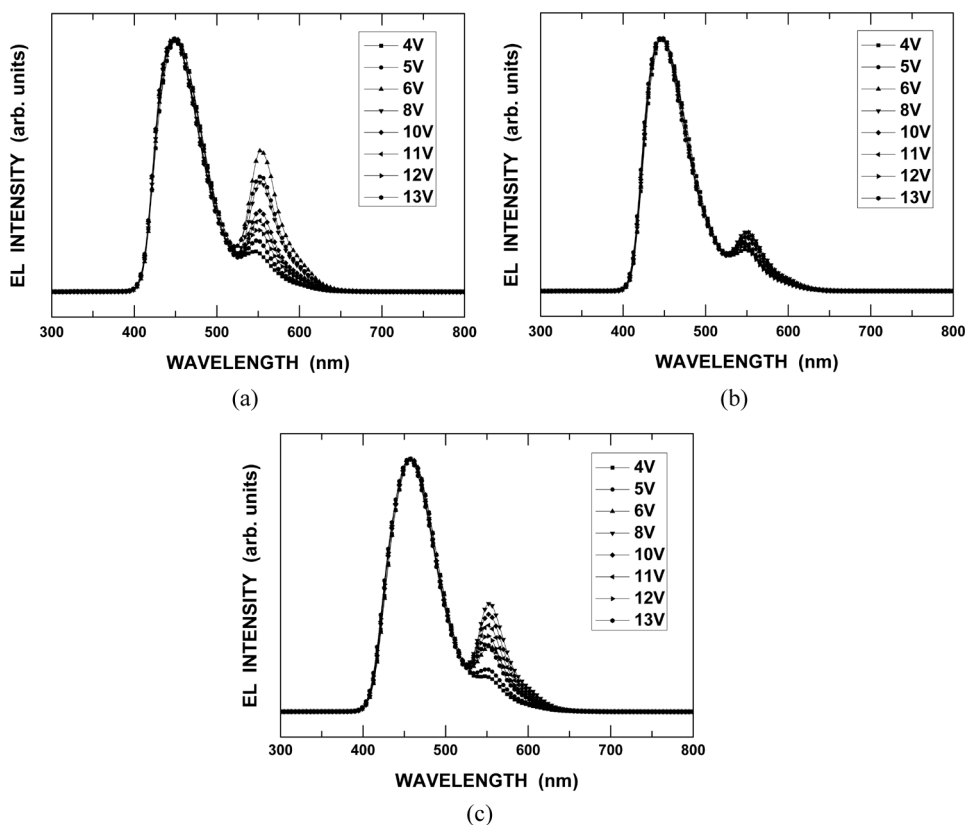 EL INTENSITY (arb. units)
4V
5V
6V
8V
10V
11V
12V
13V
300 400 500 600 700 800
WAVELENGTH (nm)
(a)
EL INTENSITY (arb. units)
4V
5V
6V
8V
10V
11V
12V
13V
300 400 500 600 700 800
WAVELENGTH (nm)
(b)
EL INTENSITY (arb. units)
4V
5V
6V
8V
10V
11V
12V
13V
300 400 500 600 700 800
WAVELENGTH (nm)
(c)